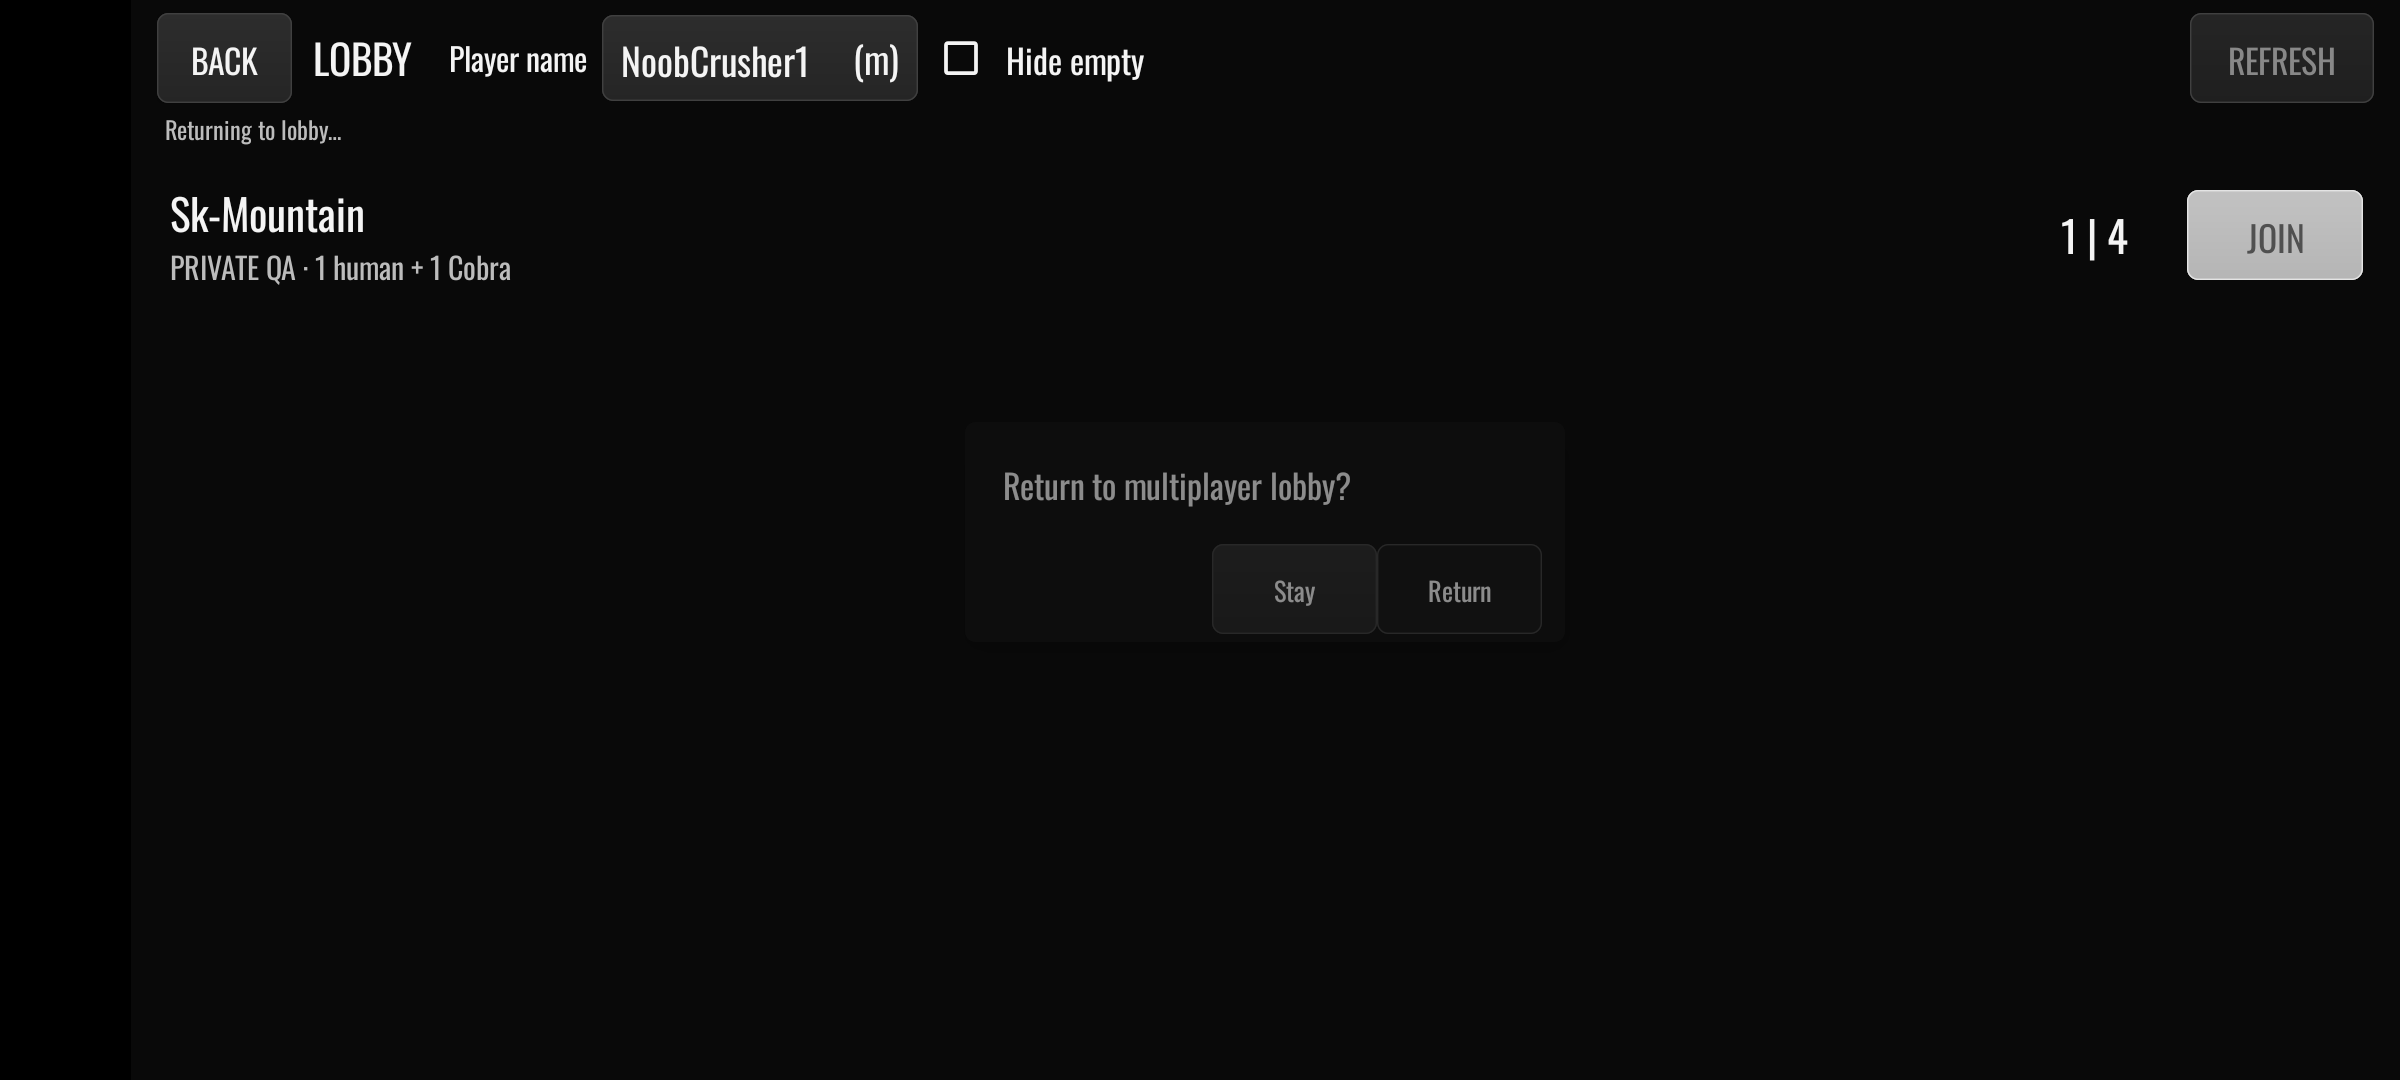 BACK LOBBY Player name NoobCrusher1 (m) Hide empty REFRESH
Returning to lobby...
Sk-Mountain
PRIVATE QA · 1 human + 1 Cobra
1 | 4 JOIN
Return to multiplayer lobby?
Stay Return